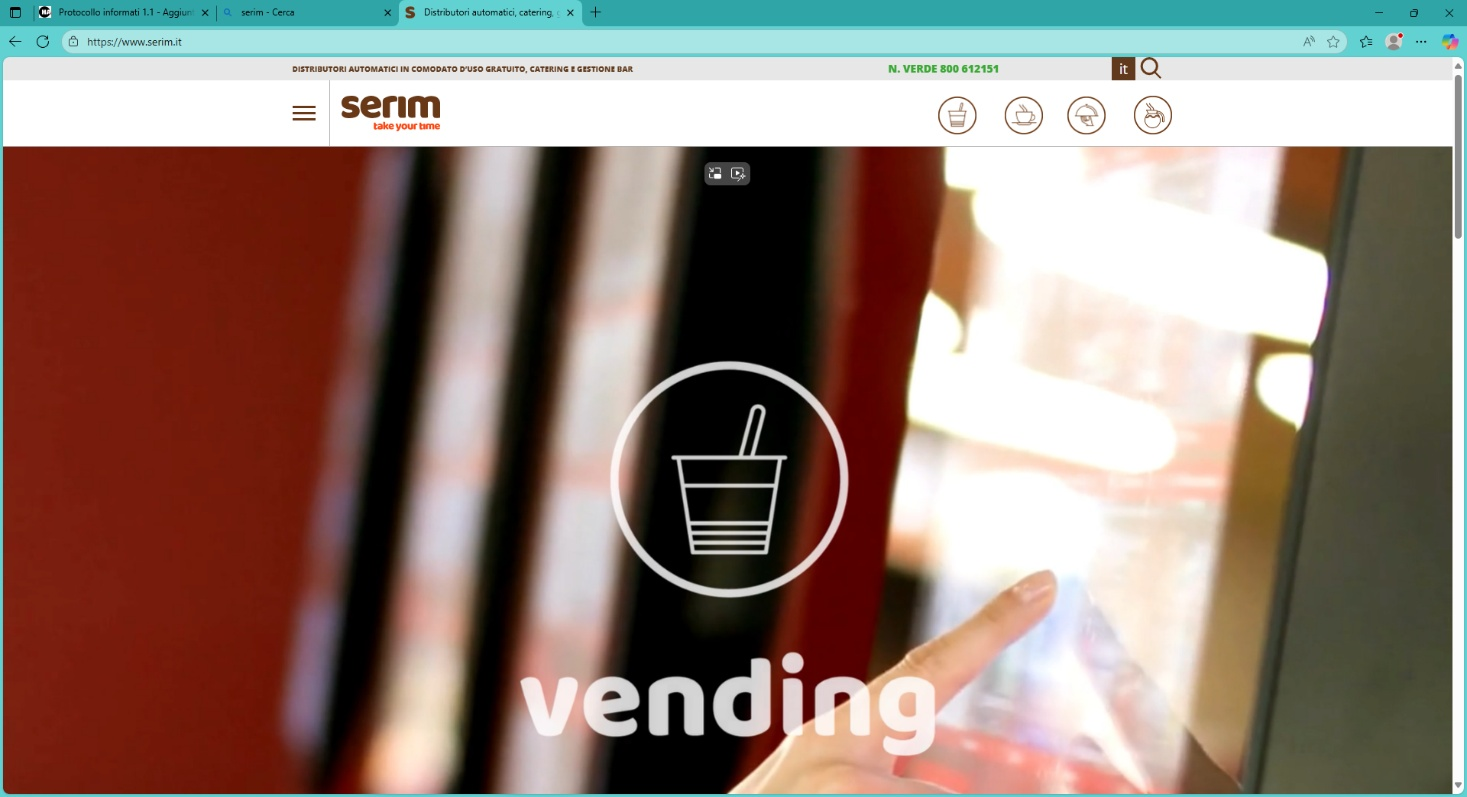 Protocollo informati 1.1 - Aggiunt
serim - Cerca
Distributori automatici, catering, g
https://www.serim.it
DISTRIBUTORI AUTOMATICI IN COMODATO D'USO GRATUITO, CATERING E GESTIONE BAR
N. VERDE 800 612151
it
serim
take your time
vending